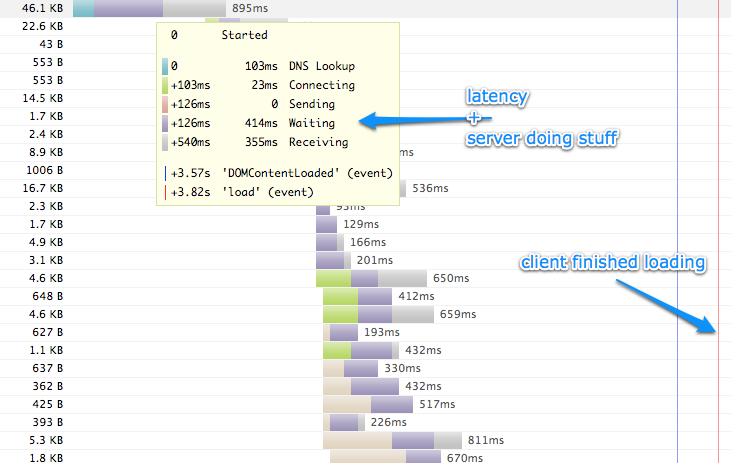 46.1 KB 895ms
22.6 KB
43 B
553 B
553 B
14.5 KB
1.7 KB
2.4 KB
8.9 KB ms
1006 B
16.7 KB 536ms
2.3 KB 93ms
1.7 KB 129ms
4.9 KB 166ms
3.1 KB 201ms
4.6 KB 650ms
648 B 412ms
4.6 KB 659ms
627 B 193ms
1.1 KB 432ms
637 B 330ms
362 B 432ms
425 B 517ms
393 B 226ms
5.3 KB 811ms
1.8 KB 670ms
0 Started
0 103ms DNS Lookup
+103ms 23ms Connecting
+126ms 0 Sending
+126ms 414ms Waiting
+540ms 355ms Receiving
+3.57s 'DOMContentLoaded' (event)
+3.82s 'load' (event)
latency
+
server doing stuff
client finished loading